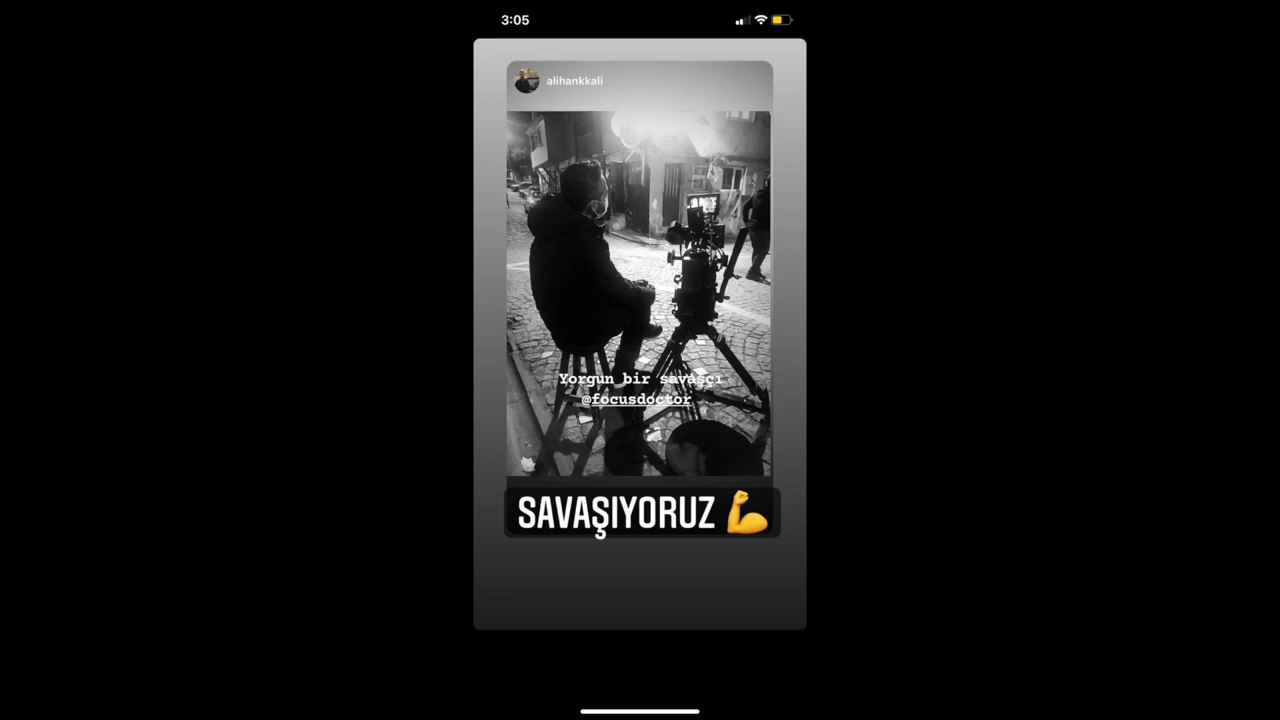 3:05
alihankkali
Yorgun bir savaşçı
@focusdoctor
SAVAŞIYORUZ 💪